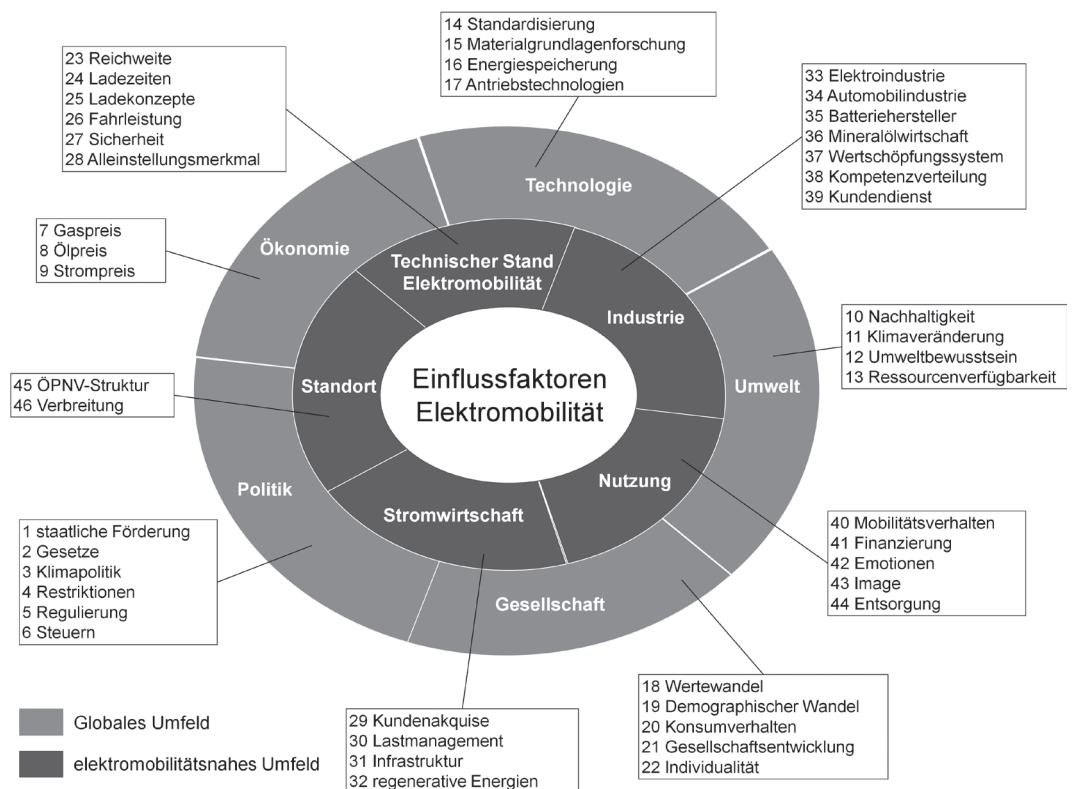 14 Standardisierung
15 Materialgrundlagenforschung
16 Energiespeicherung
17 Antriebstechnologien
23 Reichweite
24 Ladezeiten
25 Ladekonzepte
26 Fahrleistung
27 Sicherheit
28 Alleinstellungsmerkmal
33 Elektroindustrie
34 Automobilindustrie
35 Batteriehersteller
36 Mineralölwirtschaft
37 Wertschöpfungssystem
38 Kompetenzverteilung
39 Kundendienst
7 Gaspreis
8 Ölpreis
9 Strompreis
Ökonomie
Technologie
Technischer Stand
Elektromobilität
Industrie
10 Nachhaltigkeit
11 Klimaveränderung
12 Umweltbewusstsein
13 Ressourcenverfügbarkeit
45 ÖPNV-Struktur
46 Verbreitung
Standort
Einflussfaktoren
Elektromobilität
Umwelt
Politik
Stromwirtschaft
Nutzung
Gesellschaft
1 staatliche Förderung
2 Gesetze
3 Klimapolitik
4 Restriktionen
5 Regulierung
6 Steuern
40 Mobilitätsverhalten
41 Finanzierung
42 Emotionen
43 Image
44 Entsorgung
18 Wertewandel
19 Demographischer Wandel
20 Konsumverhalten
21 Gesellschaftsentwicklung
22 Individualität
29 Kundenakquise
30 Lastmanagement
31 Infrastruktur
32 regenerative Energien
Globales Umfeld
elektromobilitätsnahes Umfeld